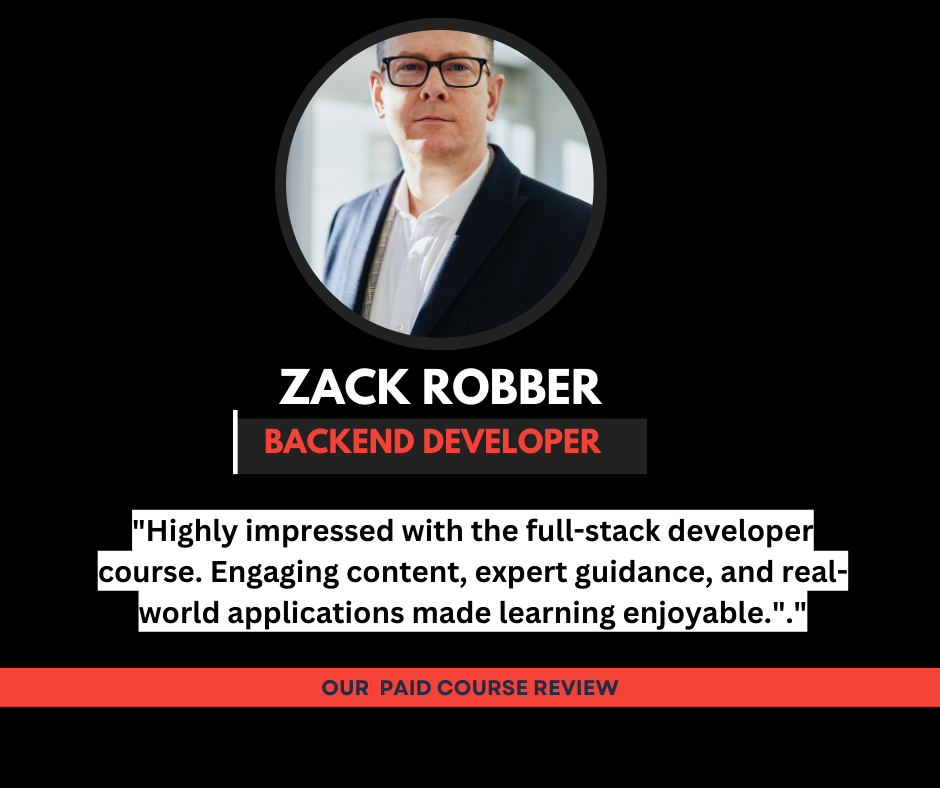 ZACK ROBBER
BACKEND DEVELOPER
"Highly impressed with the full-stack developer
course. Engaging content, expert guidance, and real-
world applications made learning enjoyable."."
OUR  PAID COURSE REVIEW